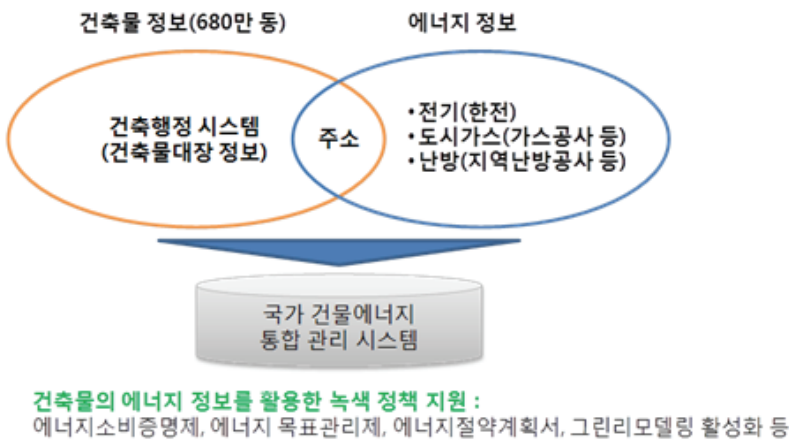 건축물 정보(680만 동)
에너지 정보
건축행정 시스템
(건축물대장 정보)
주소
•전기(한전)
•도시가스(가스공사 등)
•난방(지역난방공사 등)
국가 건물에너지
통합 관리 시스템
건축물의 에너지 정보를 활용한 녹색 정책 지원 :
에너지소비증명제, 에너지 목표관리제, 에너지절약계획서, 그린리모델링 활성화 등